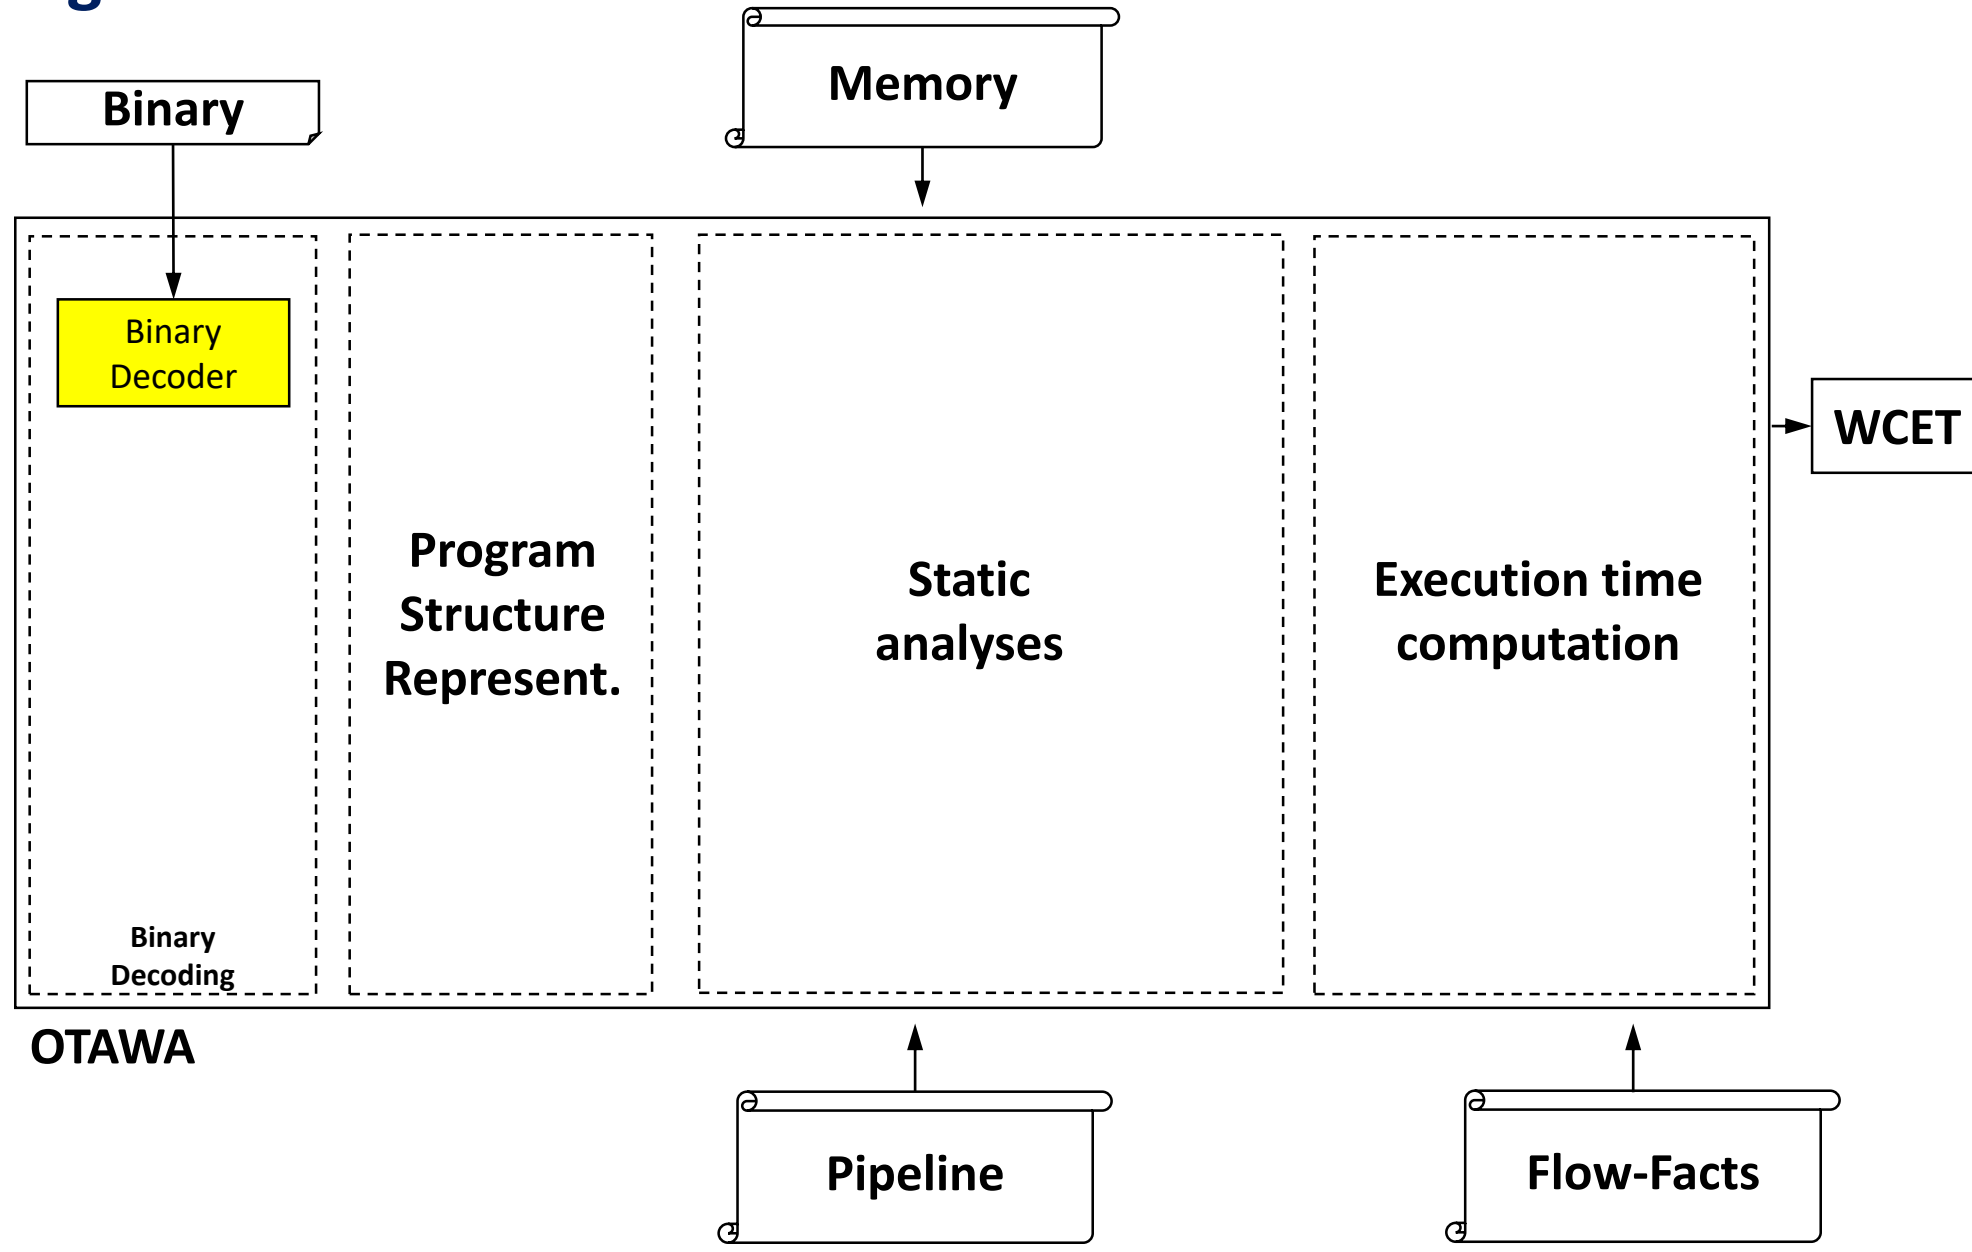 g
Memory
Binary
Binary
Decoder
WCET
Program
Structure
Represent.
Static
analyses
Execution time
computation
Binary
Decoding
OTAWA
Pipeline
Flow-Facts